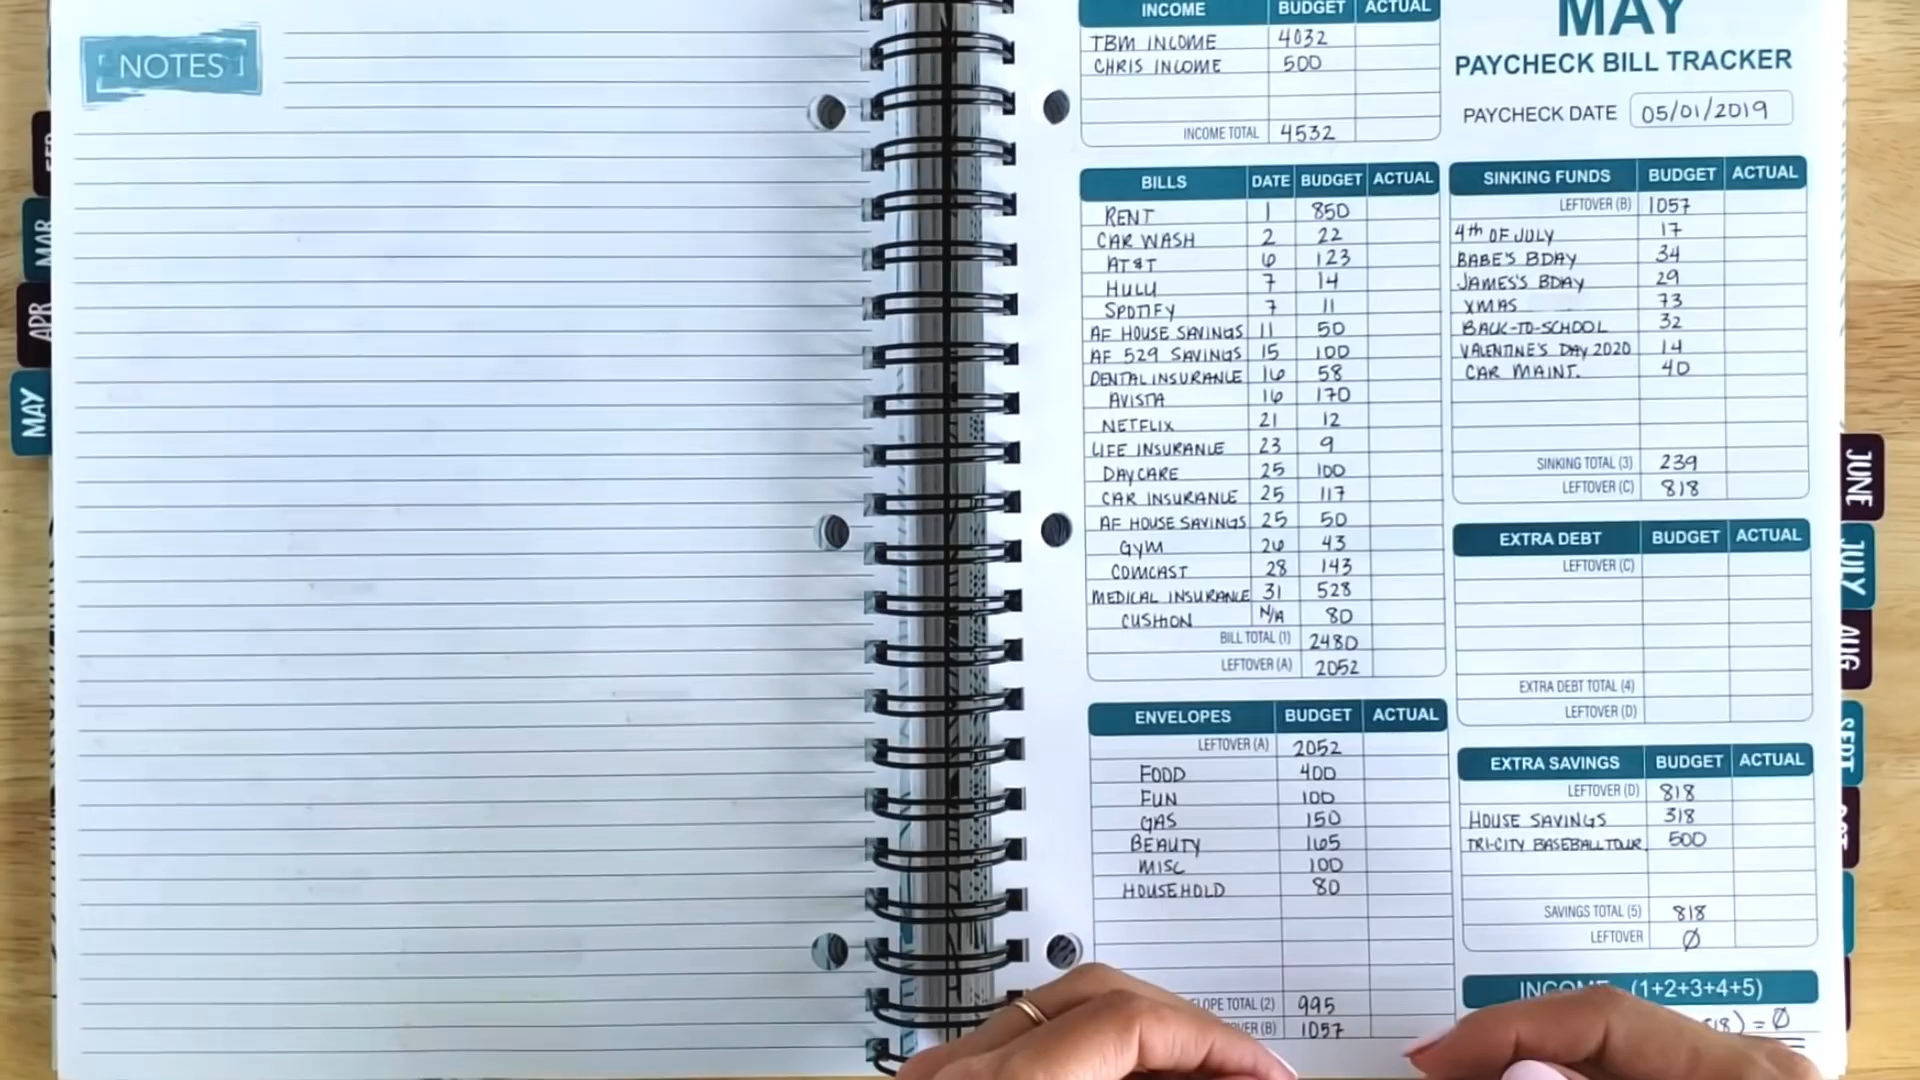 NOTES
FEB
MAR
APR
MAY
INCOME BUDGET ACTUAL
TBM INCOME 4032
CHRIS INCOME 500
INCOME TOTAL 4532
MAY
PAYCHECK BILL TRACKER
PAYCHECK DATE 05/01/2019
BILLS DATE BUDGET ACTUAL
RENT 1 850
CAR WASH 2 22
AT&T 6 123
HULU 7 14
SPOTIFY 7 11
AF HOUSE SAVINGS 11 50
AF 529 SAVINGS 15 100
DENTAL INSURANCE 16 58
AVISTA 16 170
NETFLIX 21 12
LIFE INSURANCE 23 9
DAYCARE 25 100
CAR INSURANCE 25 117
AF HOUSE SAVINGS 25 50
GYM 26 43
COMCAST 28 143
MEDICAL INSURANCE 31 528
CUSHION N/A 80
BILL TOTAL (1) 2480
LEFTOVER (A) 2052
ENVELOPES BUDGET ACTUAL
LEFTOVER (A) 2052
FOOD 400
FUN 100
GAS 150
BEAUTY 165
MISC 100
HOUSEHOLD 80
TOTAL (2) 995
(B) 1057
SINKING FUNDS BUDGET ACTUAL
LEFTOVER (B) 1057
4th OF JULY 17
BABE'S BDAY 34
JAMES'S BDAY 29
XMAS 73
BACK-TO-SCHOOL 32
VALENTINE'S DAY 2020 14
CAR MAINT. 40
SINKING TOTAL (3) 239
LEFTOVER (C) 818
EXTRA DEBT BUDGET ACTUAL
LEFTOVER (C)
EXTRA DEBT TOTAL (4)
LEFTOVER (D)
EXTRA SAVINGS BUDGET ACTUAL
LEFTOVER (D) 818
HOUSE SAVINGS 318
TRI-CITY BASEBALL TOUR. 500
SAVINGS TOTAL (5) 818
LEFTOVER Ø
(1+2+3+4+5)
= Ø
JUNE
JULY
AUG
SEPT